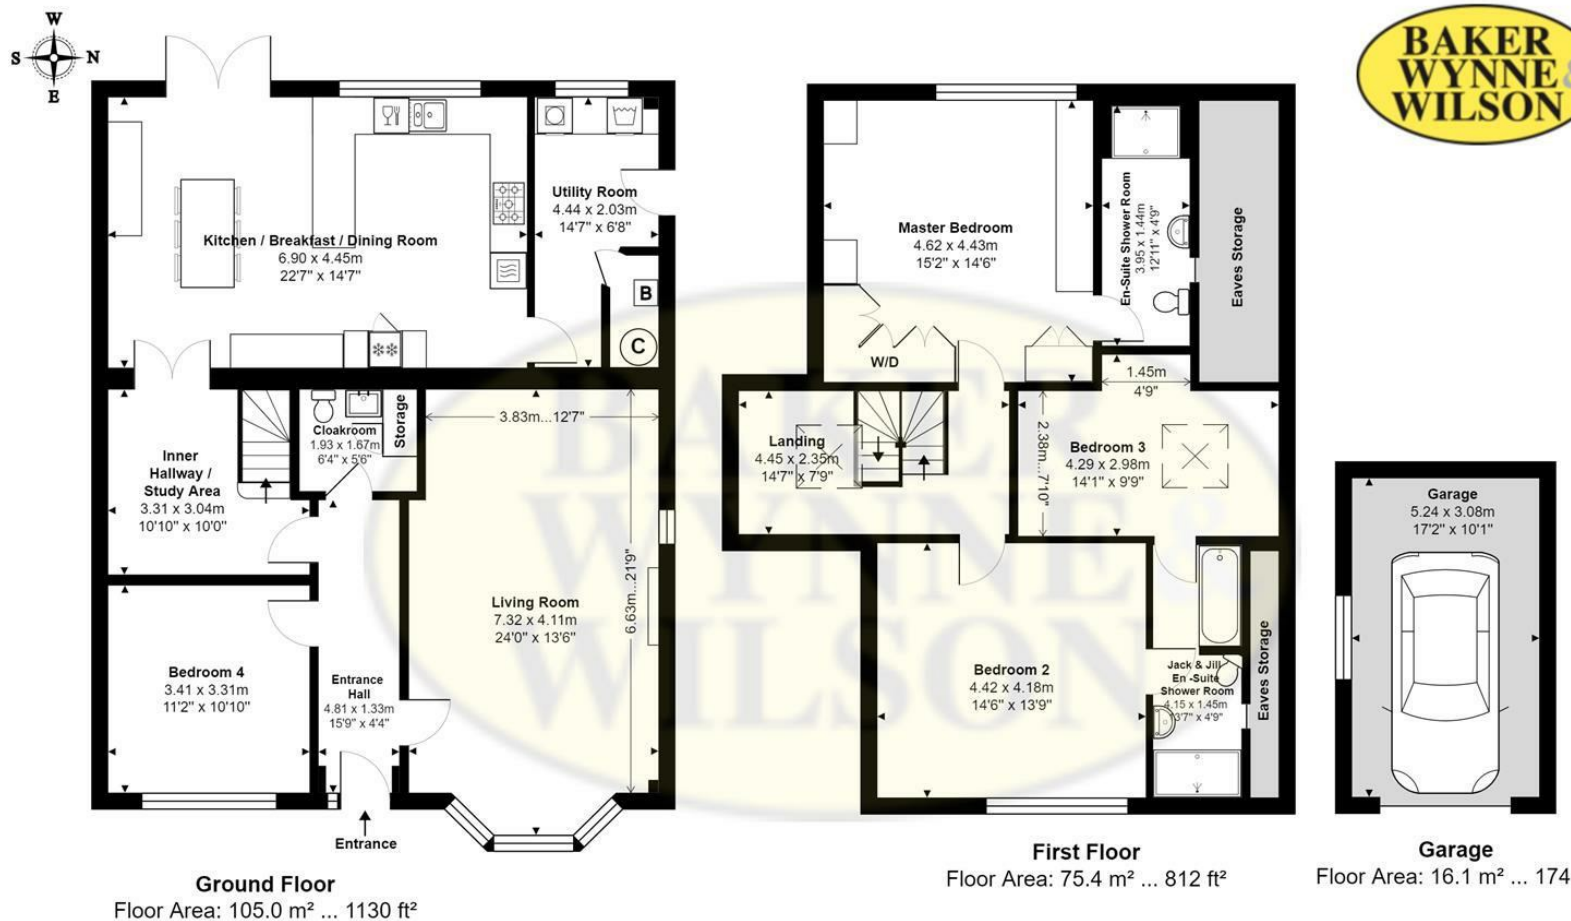 W
S
N
E
BAKER
WYNNE &
WILSON
Kitchen / Breakfast / Dining Room
6.90 x 4.45m
22'7" x 14'7"
Utility Room
4.44 x 2.03m
14'7" x 6'8"
B
C
Inner
Hallway /
Study Area
3.31 x 3.04m
10'10" x 10'0"
Cloakroom
1.93 x 1.67m
6'4" x 5'6"
Storage
3.83m...12'7"
6.63m...21'9"
Living Room
7.32 x 4.11m
24'0" x 13'6"
Bedroom 4
3.41 x 3.31m
11'2" x 10'10"
Entrance
Hall
4.81 x 1.33m
15'9" x 4'4"
Entrance
Ground Floor
Floor Area: 105.0 m² ... 1130 ft²
Master Bedroom
4.62 x 4.43m
15'2" x 14'6"
W/D
En-Suite Shower Room
3.95 x 1.44m
12'11" x 4'9"
Eaves Storage
1.45m
4'9"
Landing
4.45 x 2.35m
14'7" x 7'9"
2.38m...7'10"
Bedroom 3
4.29 x 2.98m
14'1" x 9'9"
Bedroom 2
4.42 x 4.18m
14'6" x 13'9"
Jack & Jill
En -Suite
Shower Room
4.15 x 1.45m
13'7" x 4'9"
Eaves Storage
First Floor
Floor Area: 75.4 m² ... 812 ft²
Garage
5.24 x 3.08m
17'2" x 10'1"
Garage
Floor Area: 16.1 m² ... 174
BAKER
WYNNE &
WILSON